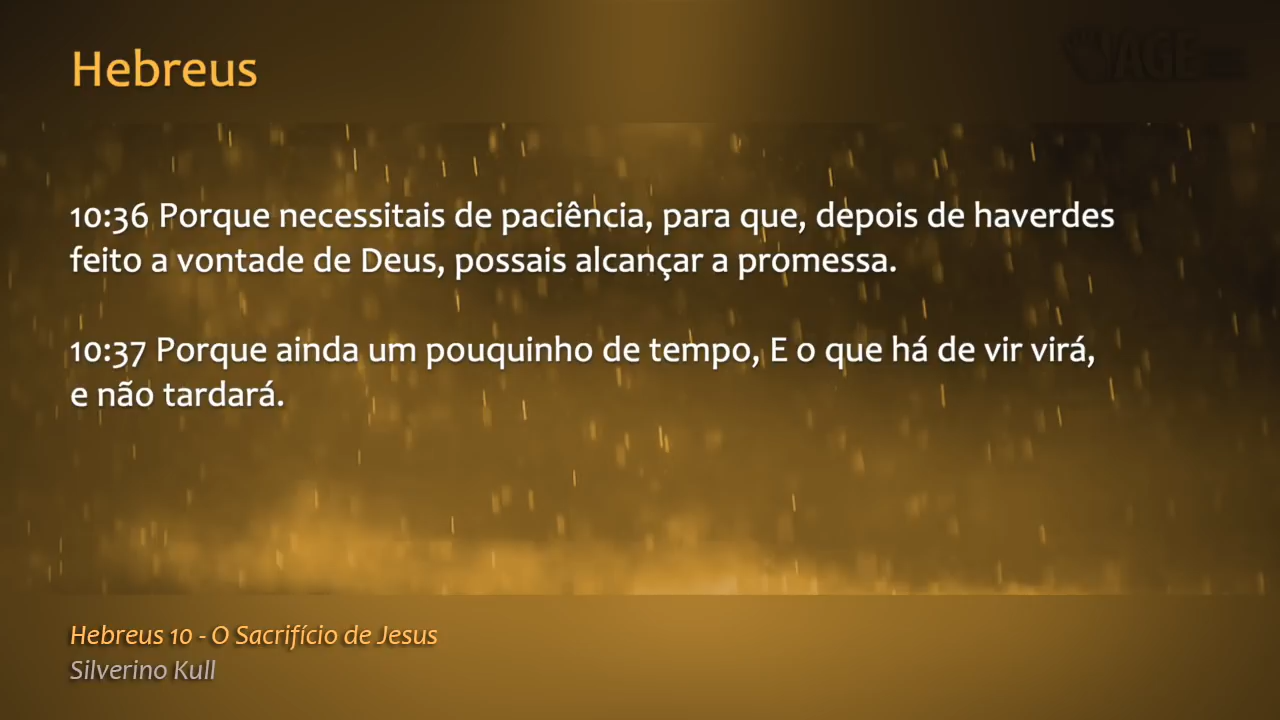 Hebreus
10:36 Porque necessitais de paciência, para que, depois de haverdes
feito a vontade de Deus, possais alcançar a promessa.
10:37 Porque ainda um pouquinho de tempo, E o que há de vir virá,
e não tardará.
Hebreus 10 - O Sacrifício de Jesus
Silverino Kull